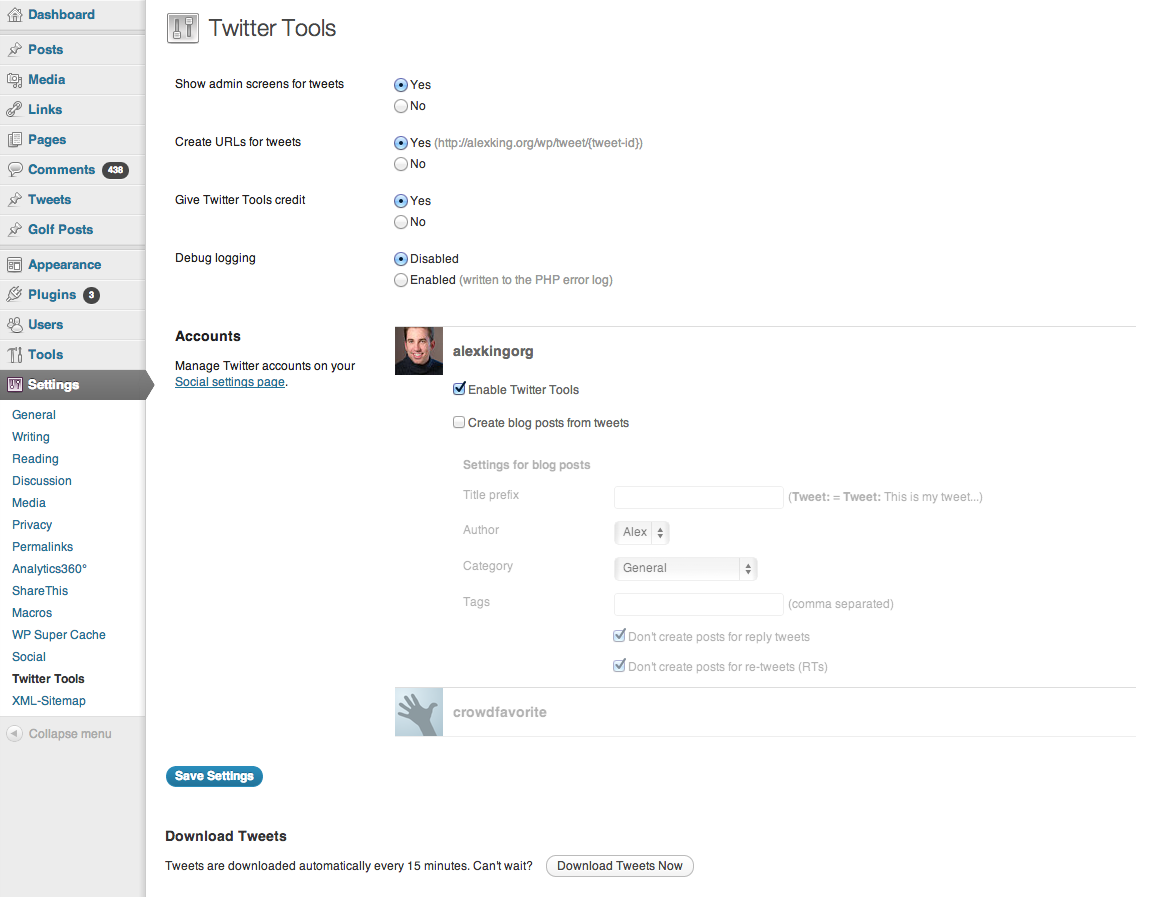 Dashboard
Posts
Media
Links
Pages
Comments 438
Tweets
Golf Posts
Appearance
Plugins 3
Users
Tools
Settings
General
Writing
Reading
Discussion
Media
Privacy
Permalinks
Analytics360°
ShareThis
Macros
WP Super Cache
Social
Twitter Tools
XML-Sitemap
Collapse menu
Twitter Tools
Show admin screens for tweets
Yes
No
Create URLs for tweets
Yes (http://alexking.org/wp/tweet/{tweet-id})
No
Give Twitter Tools credit
Yes
No
Debug logging
Disabled
Enabled (written to the PHP error log)
Accounts
Manage Twitter accounts on your
Social settings page.
alexkingorg
Enable Twitter Tools
Create blog posts from tweets
Settings for blog posts
Title prefix
(Tweet: = Tweet: This is my tweet...)
Author
Alex
Category
General
Tags
(comma separated)
Don't create posts for reply tweets
Don't create posts for re-tweets (RTs)
crowdfavorite
Save Settings
Download Tweets
Tweets are downloaded automatically every 15 minutes. Can't wait? Download Tweets Now